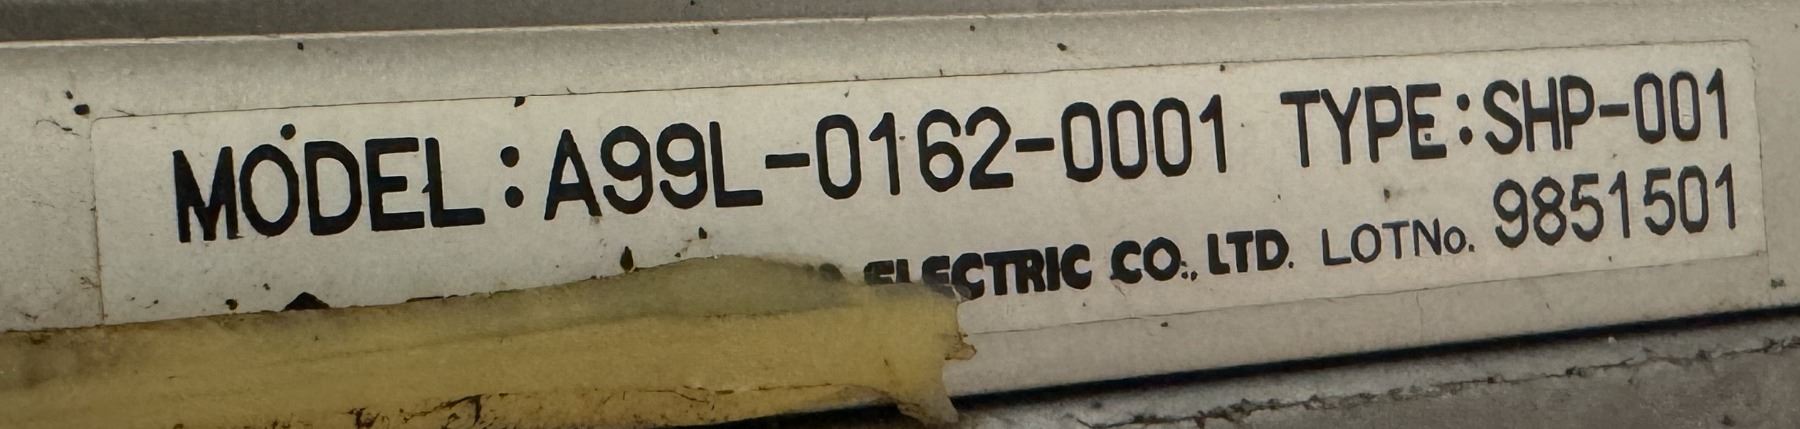 MODEL:A99L-0162-0001 TYPE:SHP-001
ELECTRIC CO., LTD. LOTNo. 9851501